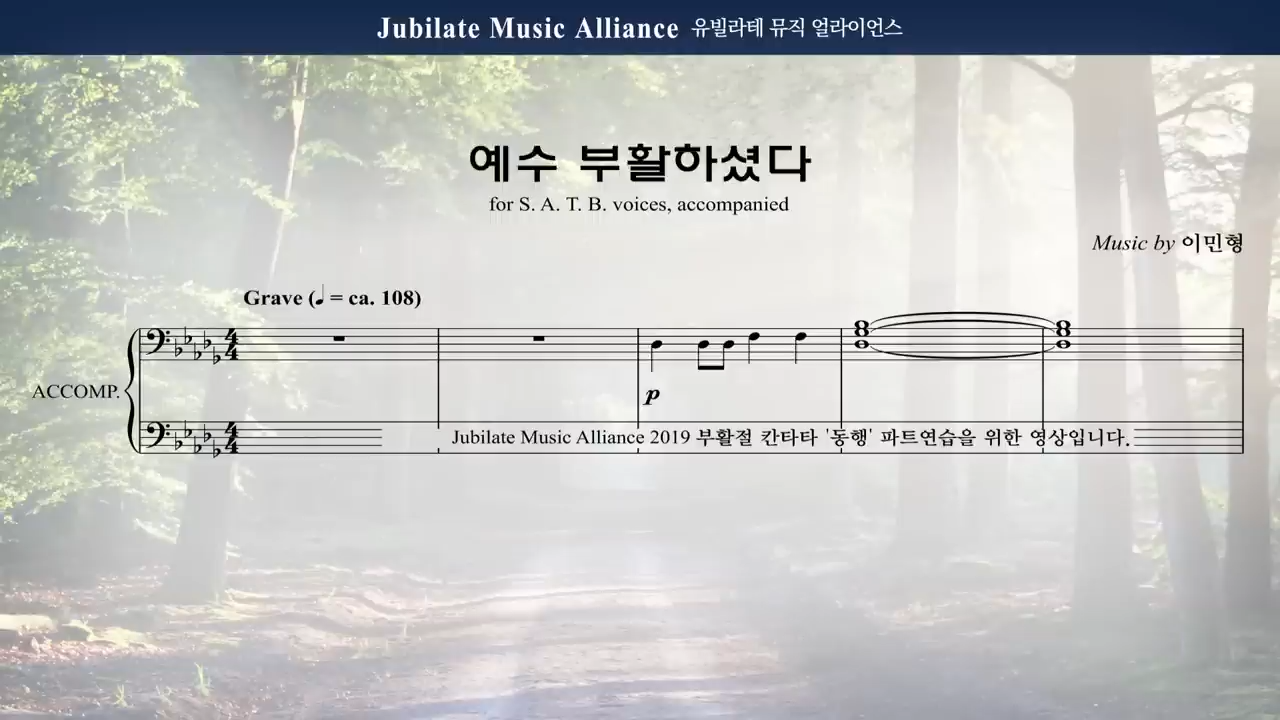 Jubilate Music Alliance 유빌라테 뮤직 얼라이언스
예수 부활하셨다
for S. A. T. B. voices, accompanied
Music by 이민형
Grave (♩ = ca. 108)
ACCOMP.
p
Jubilate Music Alliance 2019 부활절 칸타타 '동행' 파트연습을 위한 영상입니다.